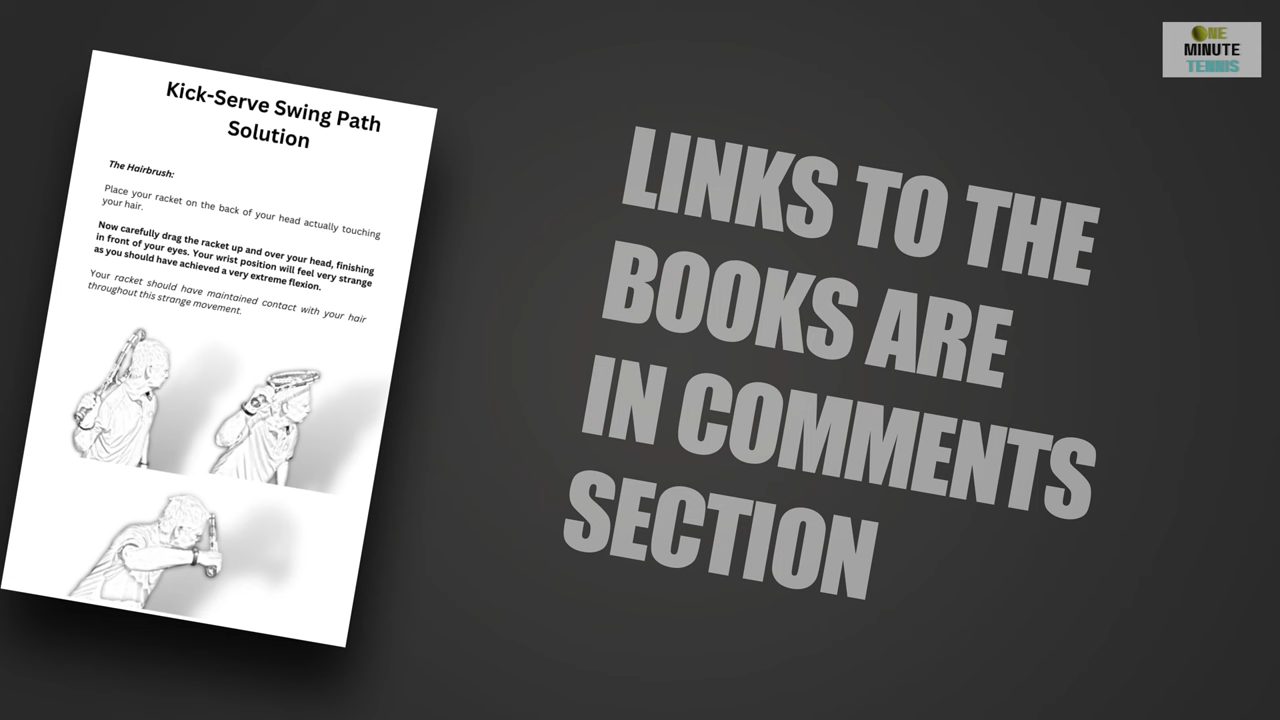 Kick-Serve Swing Path
Solution
The Hairbrush:
Place your racket on the back of your head actually touching
your hair.
Now carefully drag the racket up and over your head, finishing
in front of your eyes. Your wrist position will feel very strange
as you should have achieved a very extreme flexion.
Your racket should have maintained contact with your hair
throughout this strange movement.
LINKS TO THE
BOOKS ARE
IN COMMENTS
SECTION
ONE
MINUTE
TENNIS